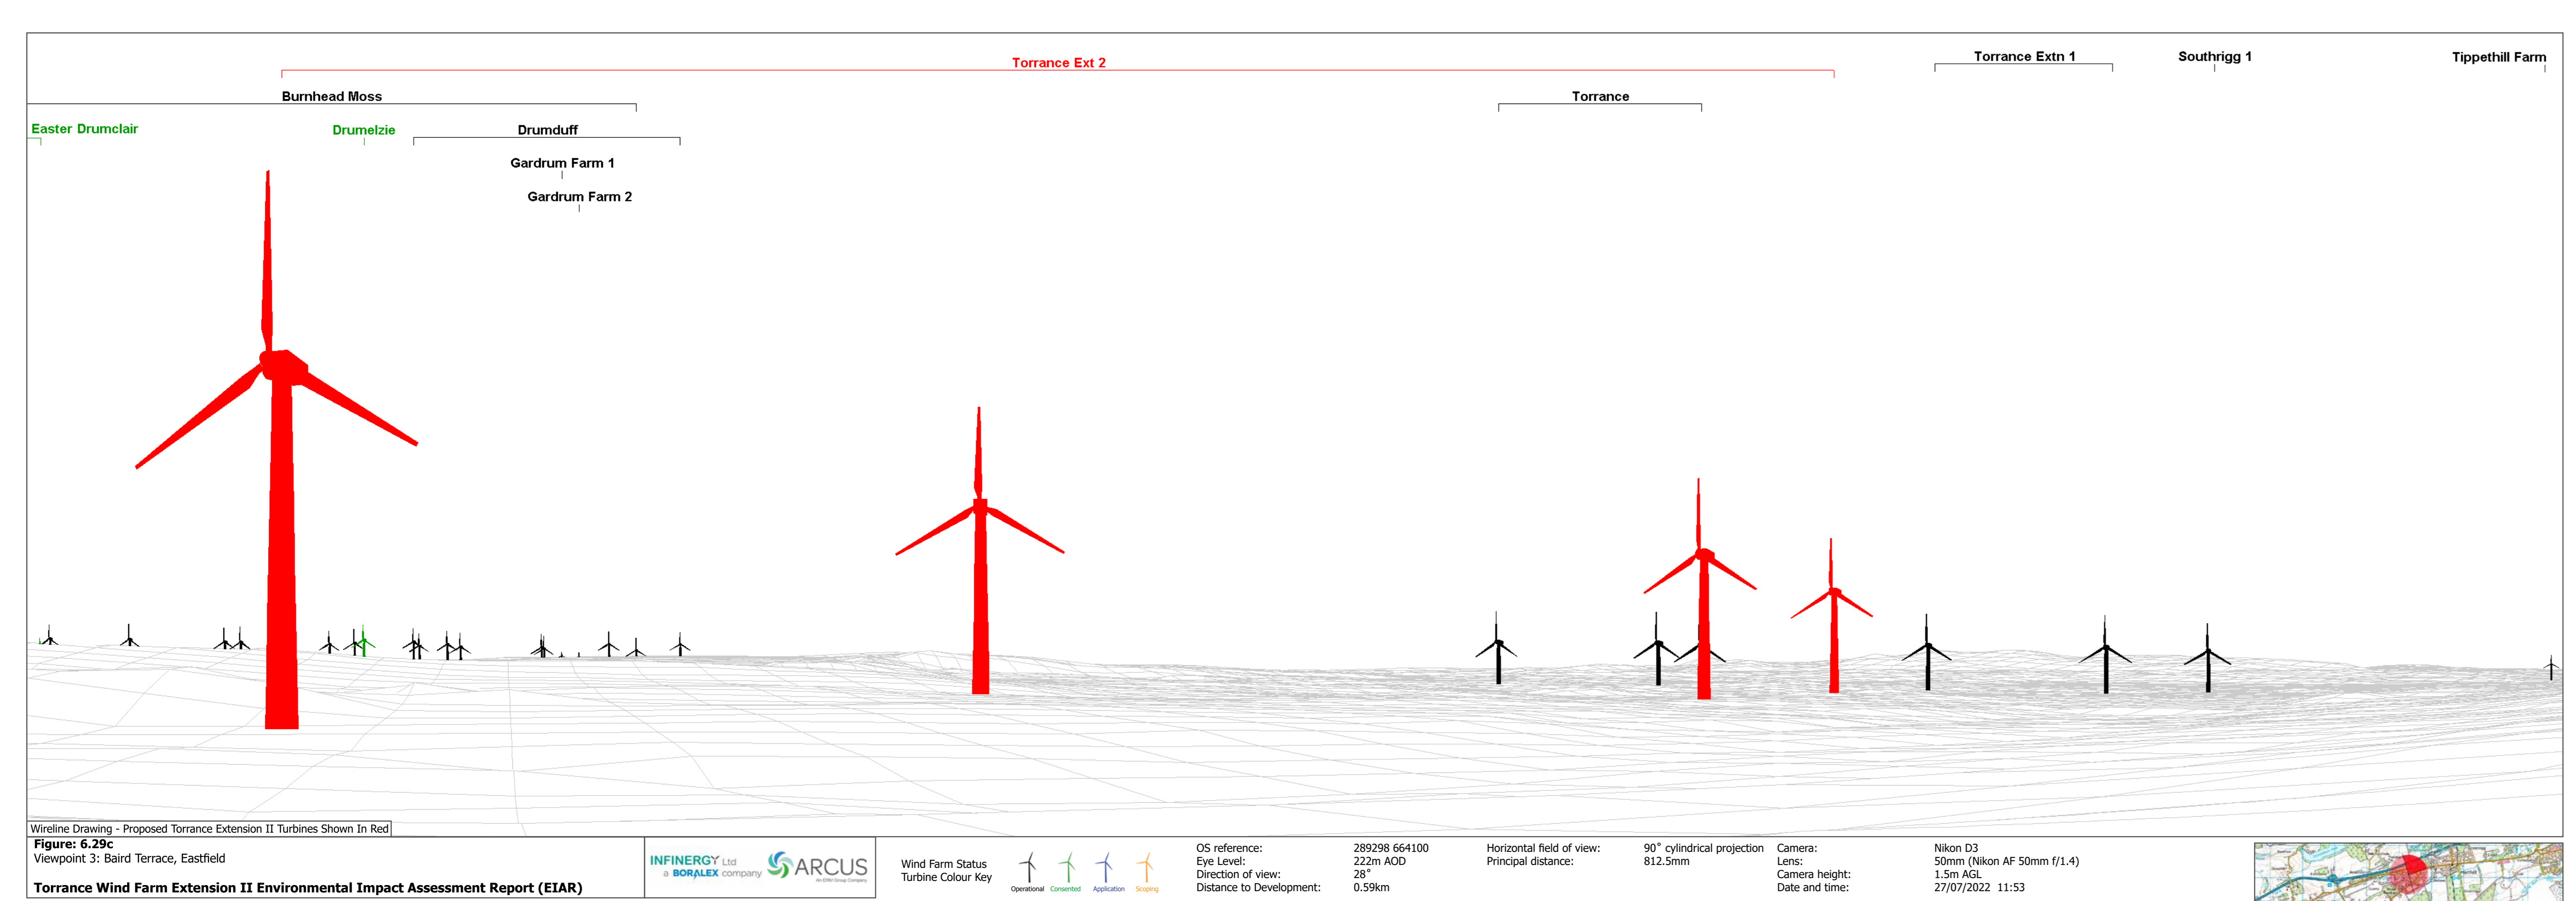 Torrance Ext 2
Torrance Extn 1
Southrigg 1
Tippethill Farm
Burnhead Moss
Torrance
Easter Drumclair
Drumelzie
Drumduff
Gardrum Farm 1
Gardrum Farm 2
Wireline Drawing - Proposed Torrance Extension II Turbines Shown In Red
Figure: 6.29c
Viewpoint 3: Baird Terrace, Eastfield
Torrance Wind Farm Extension II Environmental Impact Assessment Report (EIAR)
INFINERGY Ltd
a BORALEX company
ARCUS
An ERM Group Company
Wind Farm Status
Turbine Colour Key
Operational Consented Application Scoping
OS reference: 289298 664100
Eye Level: 222m AOD
Direction of view: 28°
Distance to Development: 0.59km
Horizontal field of view: 90° cylindrical projection
Principal distance: 812.5mm
Camera: Nikon D3
Lens: 50mm (Nikon AF 50mm f/1.4)
Camera height: 1.5m AGL
Date and time: 27/07/2022 11:53